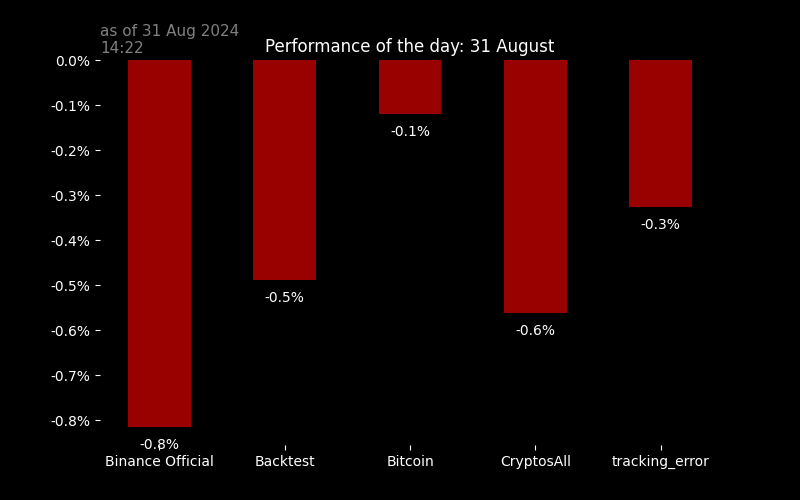 as of 31 Aug 2024
14:22
Performance of the day: 31 August
0.0%
-0.1%
-0.2%
-0.3%
-0.4%
-0.5%
-0.6%
-0.7%
-0.8%
-0.8%
-0.5%
-0.1%
-0.6%
-0.3%
Binance Official
Backtest
Bitcoin
CryptosAll
tracking_error